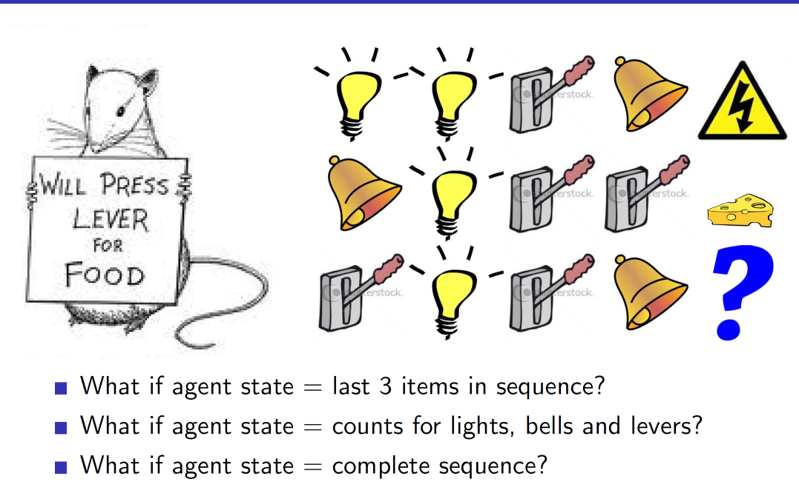 WILL PRESS
LEVER
FOR
FOOD
erstock.
erstock.
erstock.
erstock.
erstock.
?
What if agent state = last 3 items in sequence?
What if agent state = counts for lights, bells and levers?
What if agent state = complete sequence?